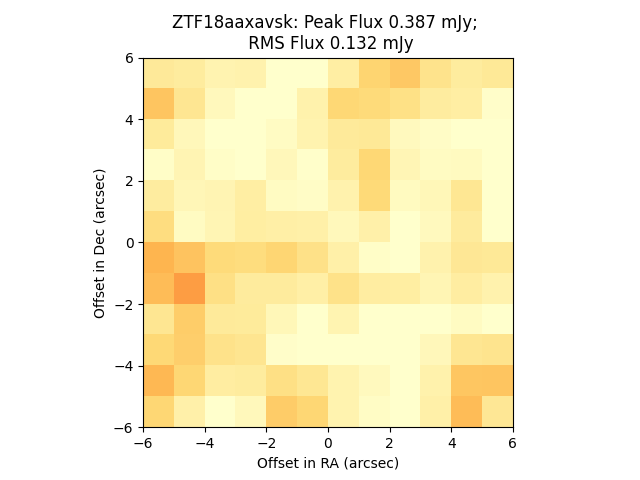 ZTF18aaxavsk: Peak Flux 0.387 mJy;
RMS Flux 0.132 mJy
6
4
2
0
−2
−4
−6
Offset in Dec (arcsec)
−6 −4 −2 0 2 4 6
Offset in RA (arcsec)